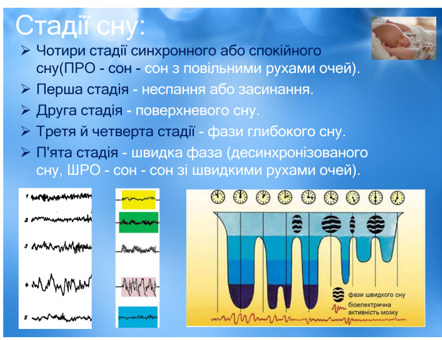 Стадії сну:
Чотири стадії синхронного або спокійного
сну(ПРО - сон - сон з повільними рухами очей).
Перша стадія - неспання або засинання.
Друга стадія - поверхневого сну.
Третя й четверта стадії - фази глибокого сну.
П'ята стадія - швидка фаза (десинхронізованого
сну, ШРО - сон - сон зі швидкими рухами очей).
1
2
3
4
5
фази швидкого сну
біоелектрична
активність мозку